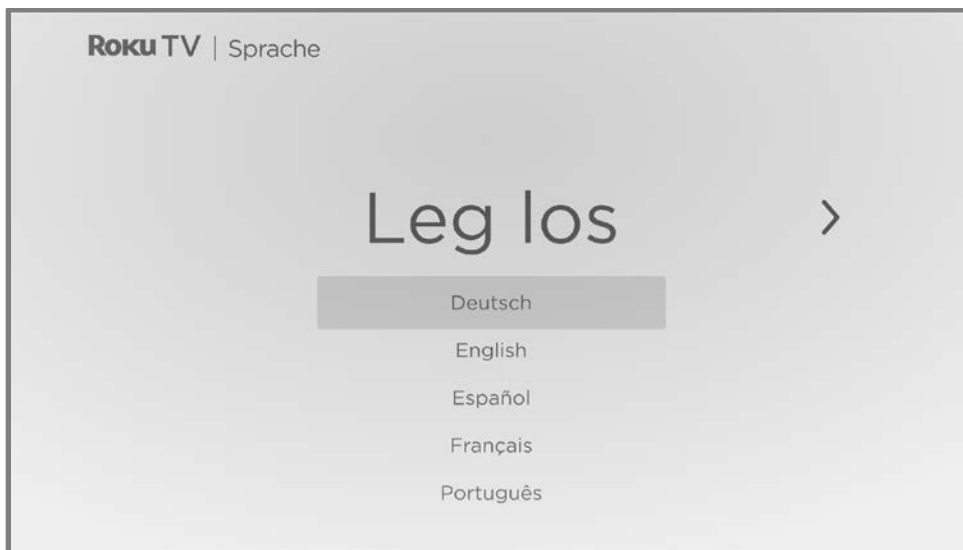 Roku TV | Sprache
Leg los
Deutsch
English
Español
Français
Português